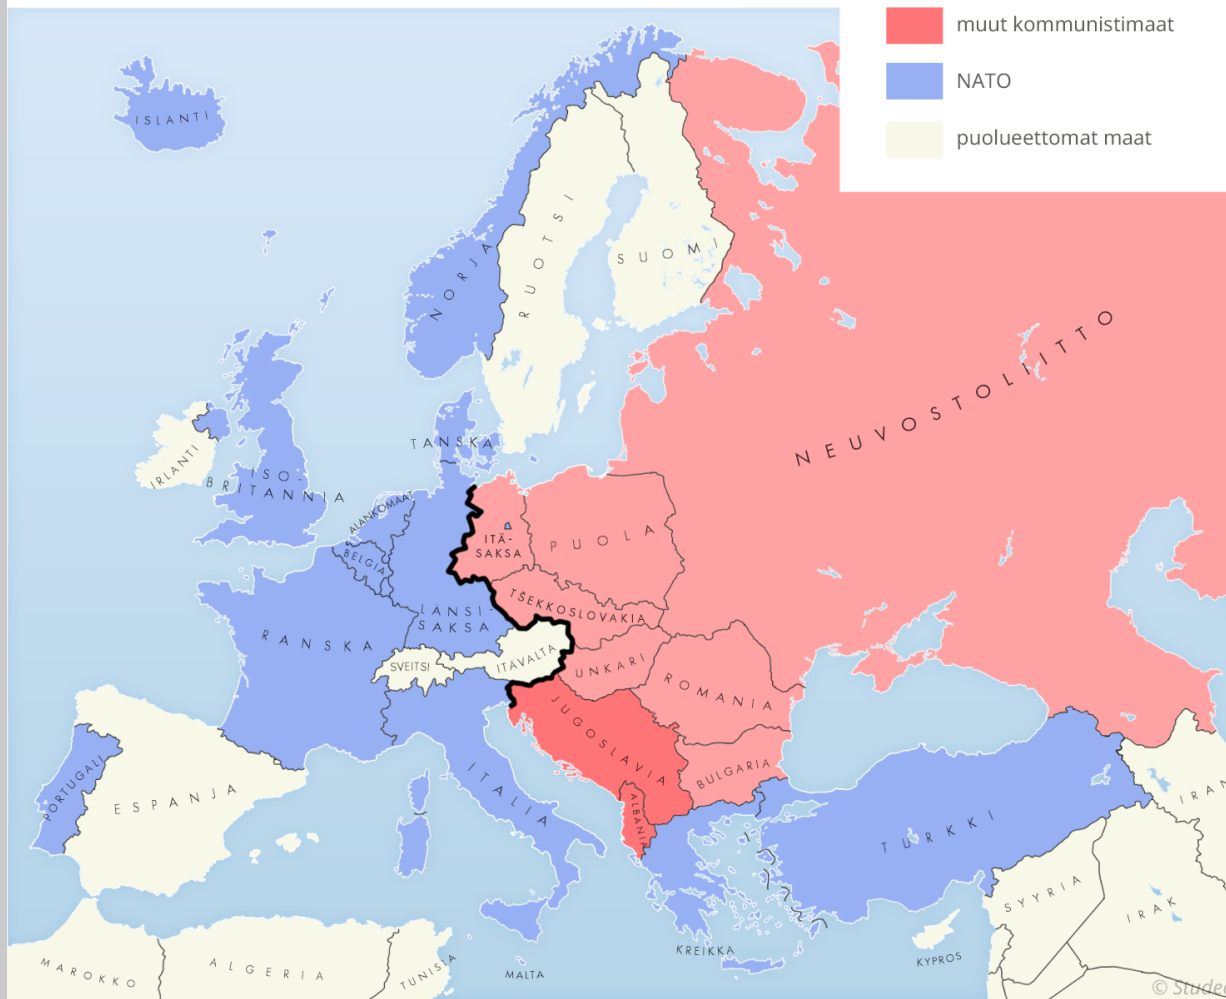 muut kommunistimaat
NATO
puolueettomat maat
ISLANTI
NORJA
RUOTSI
SUOMI
NEUVOSTOLIITTO
TANSKA
IRLANTI
ISO-
BRITANNIA
ALANKOMAAT
BELGIA
ITÄ-
SAKSA
PUOLA
TŠEKKOSLOVAKIA
LÄNSI-
SAKSA
RANSKA
SVEITSI
ITÄVALTA
UNKARI
ROMANIA
JUGOSLAVIA
BULGARIA
ALBANIA
PORTUGALI
ESPANJA
ITALIA
TURKKI
IRAN
SYYRIA
IRAK
KREIKKA
KYPROS
MALTA
MAROKKO
ALGERIA
TUNISIA